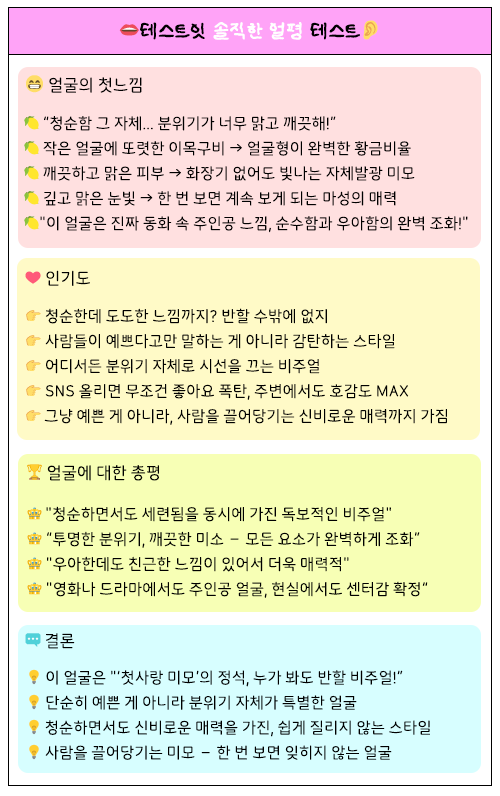 👄테스트잇 솔직한 얼평 테스트👂
😁 얼굴의 첫느낌
🍋 “청순함 그 자체... 분위기가 너무 맑고 깨끗해!”
🍋 작은 얼굴에 또렷한 이목구비 → 얼굴형이 완벽한 황금비율
🍋 깨끗하고 맑은 피부 → 화장기 없어도 빛나는 자체발광 미모
🍋 깊고 맑은 눈빛 → 한 번 보면 계속 보게 되는 마성의 매력
🍋"이 얼굴은 진짜 동화 속 주인공 느낌, 순수함과 우아함의 완벽 조화!"
❤️ 인기도
👉 청순한데 도도한 느낌까지? 반할 수밖에 없지
👉 사람들이 예쁘다고만 말하는 게 아니라 감탄하는 스타일
👉 어디서든 분위기 자체로 시선을 끄는 비주얼
👉 SNS 올리면 무조건 좋아요 폭탄, 주변에서도 호감도 MAX
👉 그냥 예쁜 게 아니라, 사람을 끌어당기는 신비로운 매력까지 가짐
🏆 얼굴에 대한 총평
👑 "청순하면서도 세련됨을 동시에 가진 독보적인 비주얼"
👑 “투명한 분위기, 깨끗한 미소 – 모든 요소가 완벽하게 조화”
👑 "우아한데도 친근한 느낌이 있어서 더욱 매력적"
👑 "영화나 드라마에서도 주인공 얼굴, 현실에서도 센터감 확정“
💬 결론
💡 이 얼굴은 "‘첫사랑 미모’의 정석, 누가 봐도 반할 비주얼!”
💡 단순히 예쁜 게 아니라 분위기 자체가 특별한 얼굴
💡 청순하면서도 신비로운 매력을 가진, 쉽게 질리지 않는 스타일
💡 사람을 끌어당기는 미모 – 한 번 보면 잊히지 않는 얼굴